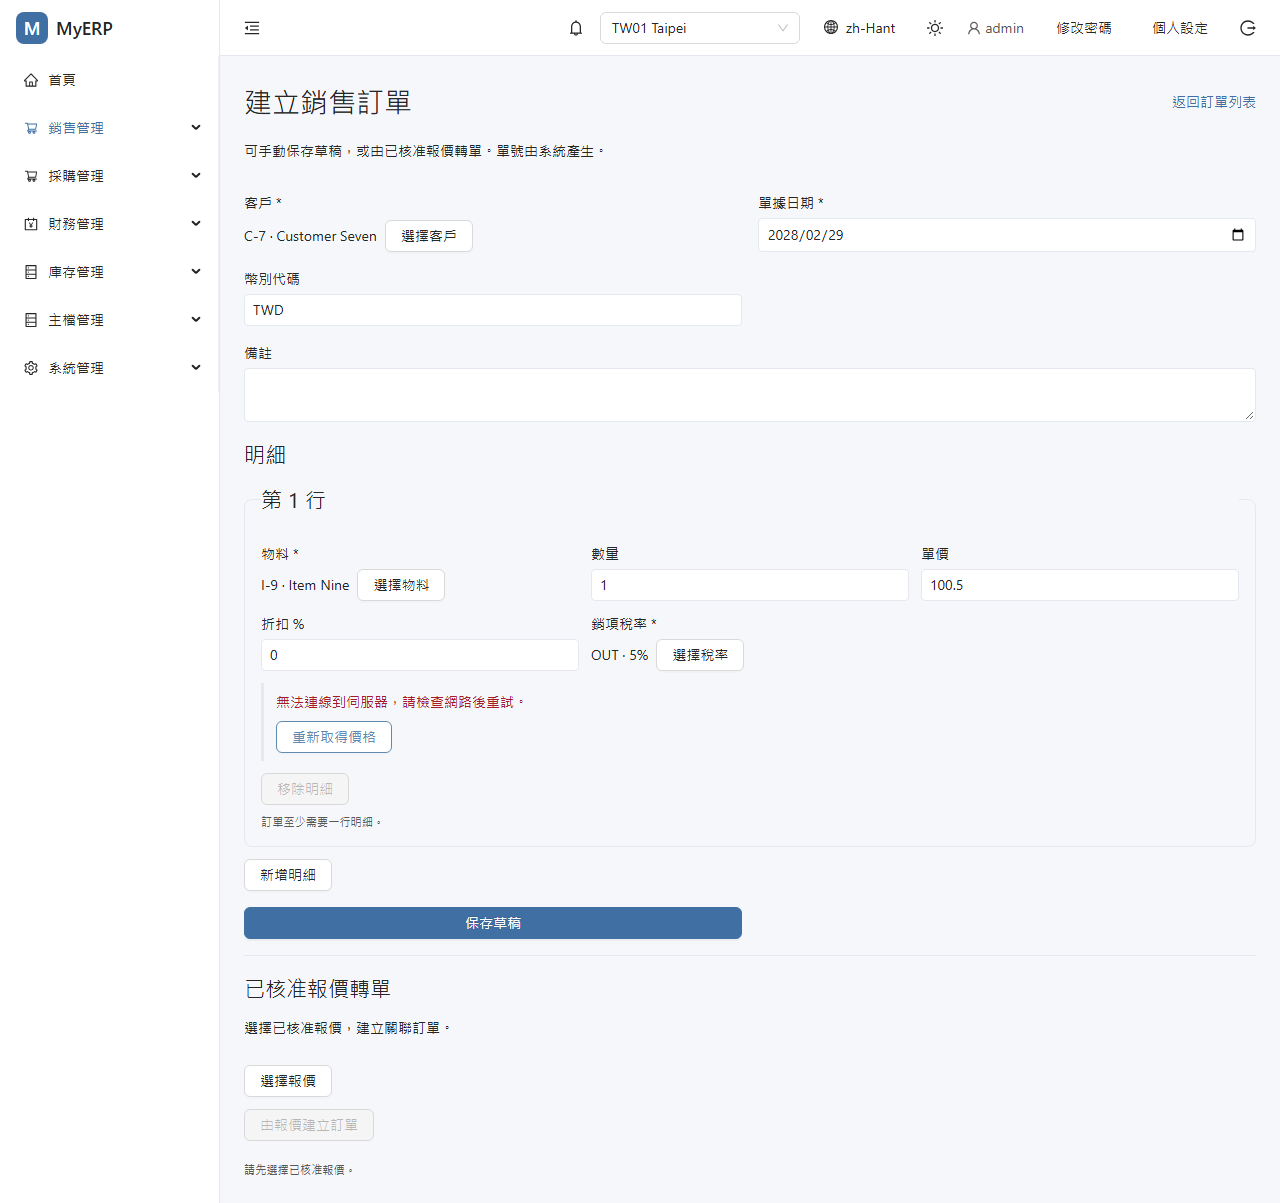 M MyERP
TW01 Taipei
zh-Hant
admin
修改密碼
個人設定
首頁
銷售管理
採購管理
財務管理
庫存管理
主檔管理
系統管理
建立銷售訂單
返回訂單列表
可手動保存草稿，或由已核准報價轉單。單號由系統產生。
客戶 *
單據日期 *
C-7 · Customer Seven 選擇客戶
2028/02/29
幣別代碼
TWD
備註
明細
第 1 行
物料 *
數量
單價
I-9 · Item Nine 選擇物料
1
100.5
折扣 %
銷項稅率 *
0
OUT · 5% 選擇稅率
無法連線到伺服器，請檢查網路後重試。
重新取得價格
移除明細
訂單至少需要一行明細。
新增明細
保存草稿
已核准報價轉單
選擇已核准報價，建立關聯訂單。
選擇報價
由報價建立訂單
請先選擇已核准報價。